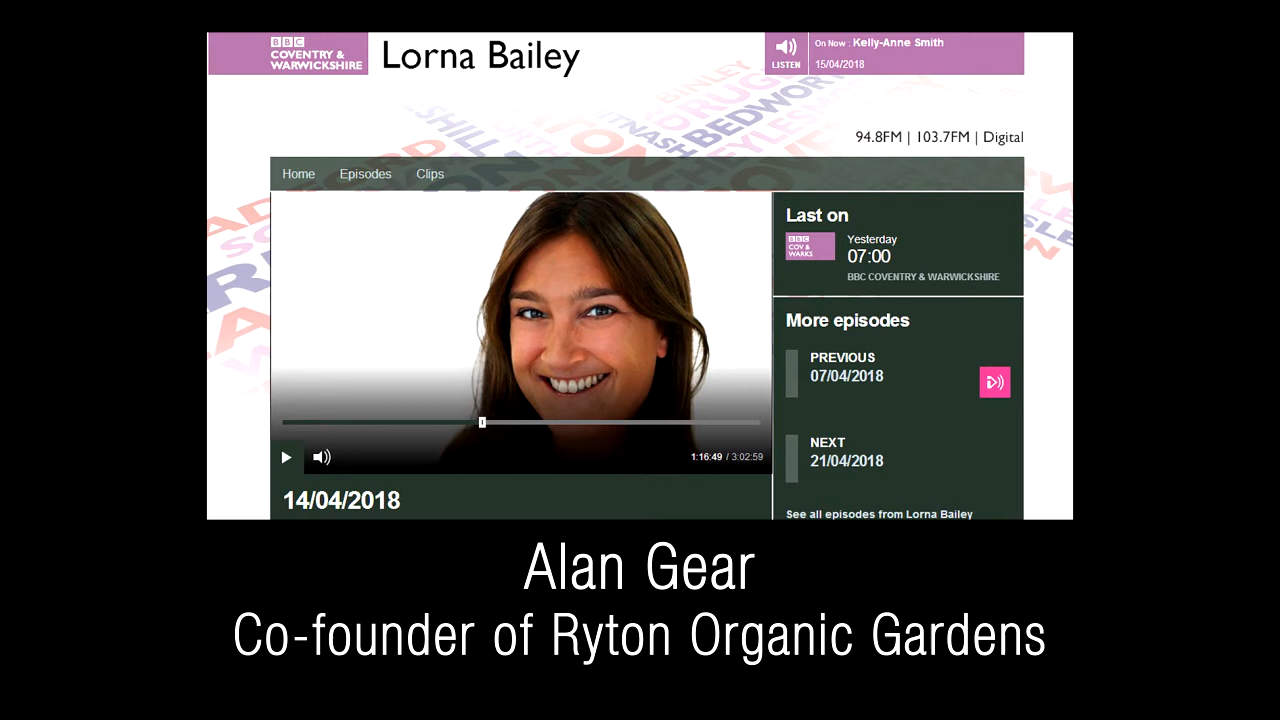 BBC
COVENTRY &
WARWICKSHIRE
Lorna Bailey
LISTEN
On Now : Kelly-Anne Smith
15/04/2018
BINLEY
BEDWORTH
94.8FM | 103.7FM | Digital
Home Episodes Clips
Last on
BBC
COV &
WARKS
Yesterday
07:00
BBC COVENTRY & WARWICKSHIRE
More episodes
PREVIOUS
07/04/2018
NEXT
21/04/2018
See all episodes from Lorna Bailey
1:16:49 / 3:02:59
14/04/2018
Alan Gear
Co-founder of Ryton Organic Gardens